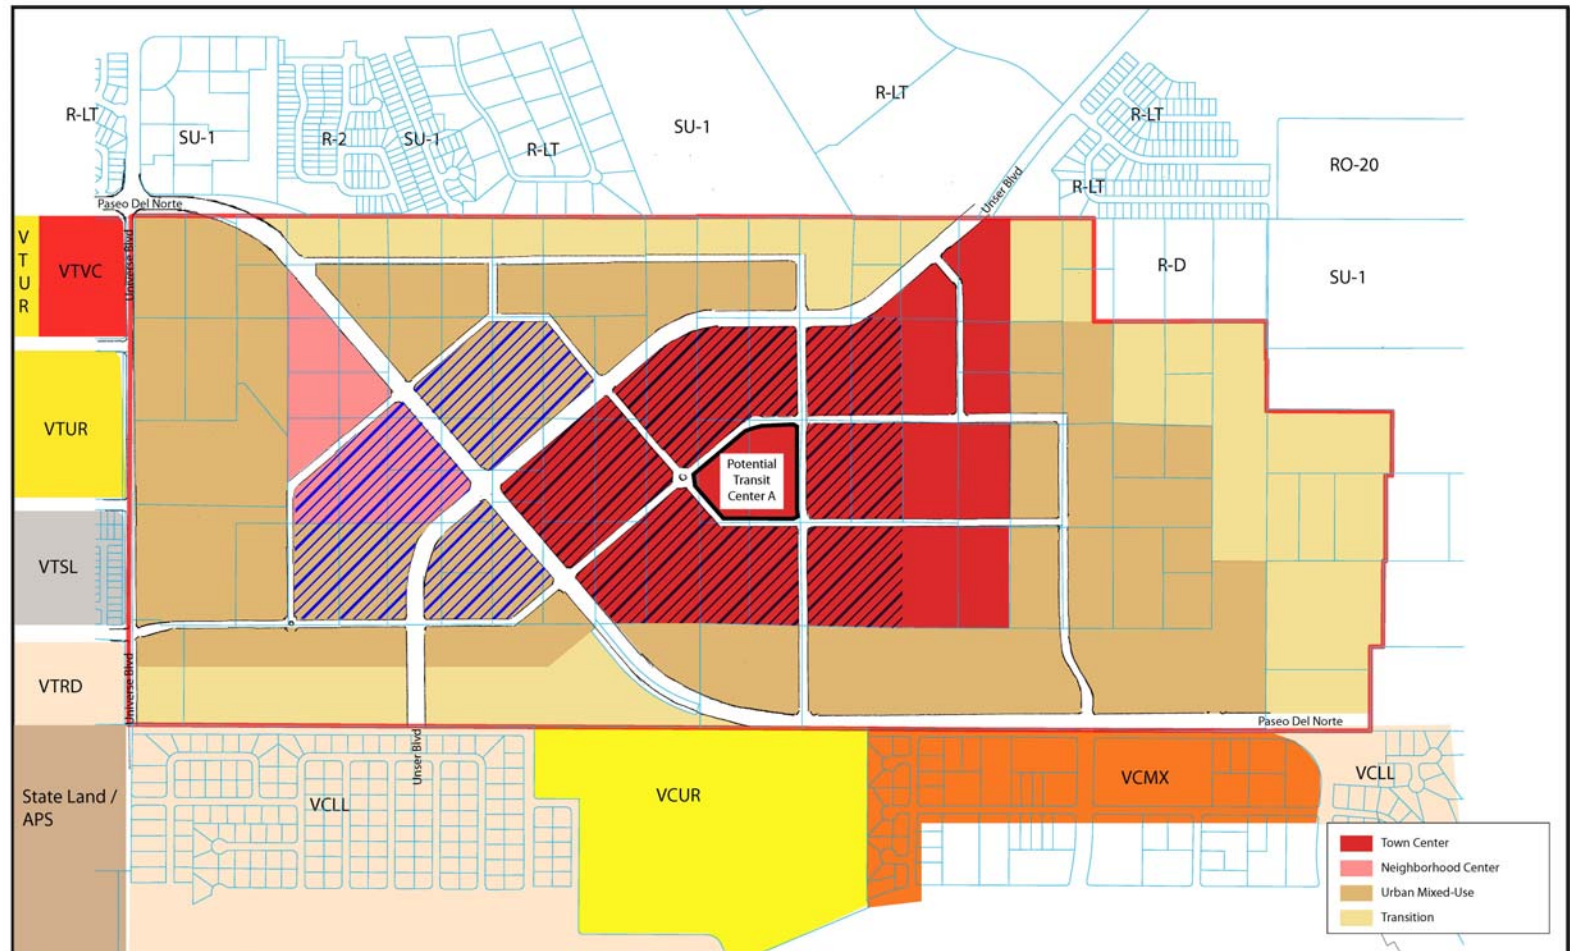 R-LT
SU-1
R-2
SU-1
R-LT
SU-1
R-LT
R-LT
R-LT
RO-20
Unser Blvd
Paseo Del Norte
V
T
U
R
VTVC
Universe Blvd
R-D
SU-1
VTUR
Potential
Transit
Center A
VTSL
VTRD
Universe Blvd
Paseo Del Norte
Unser Blvd
State Land /
APS
VCLL
VCUR
VCMX
VCLL
Town Center
Neighborhood Center
Urban Mixed-Use
Transition